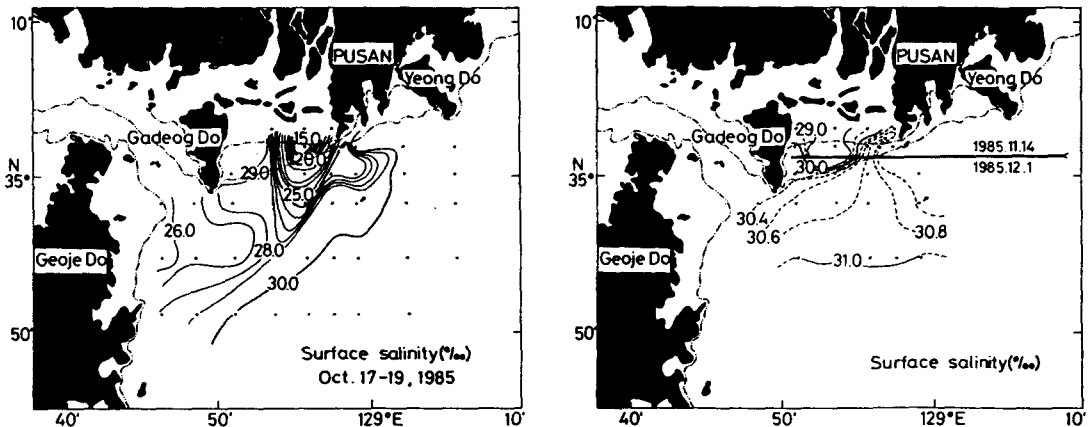 10'
PUSAN
Yeong Do
Gadeog Do
15.0
20.0
29.0
25.0
N
35°
26.0
28.0
Geoje Do
30.0
50'
Surface salinity(‰)
Oct. 17-19, 1985
40'
50'
129°E
10'
10'
PUSAN
Yeong Do
Gadeog Do
29.0
1985.11.14
30.0
1985.12.1
N
35°
30.4
30.6
30.8
Geoje Do
31.0
50'
Surface salinity(‰)
40'
50'
129°E
10'